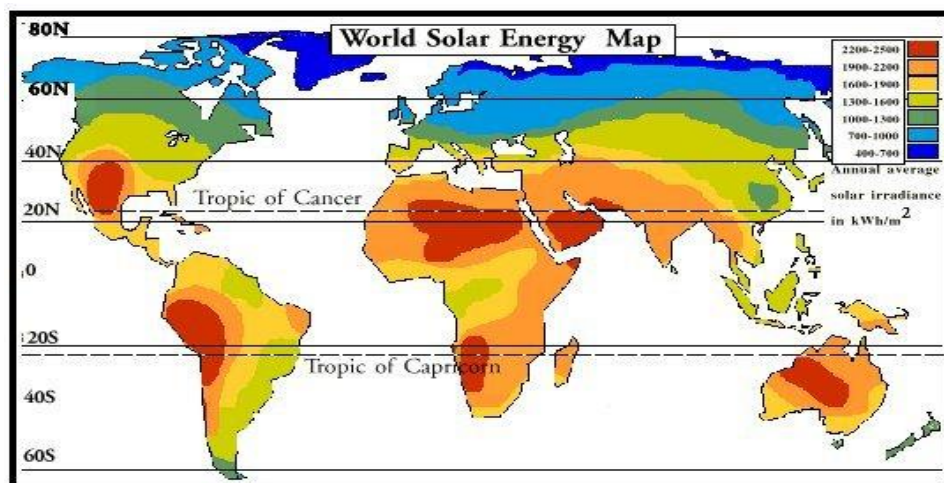 80N
World Solar Energy Map
2200-2500
1900-2200
1600-1900
1300-1600
1000-1300
700-1000
400-700
Annual average
solar irradiance
in kWh/m2
60N
40N
Tropic of Cancer
20N
0
20S
Tropic of Capricorn
40S
60S